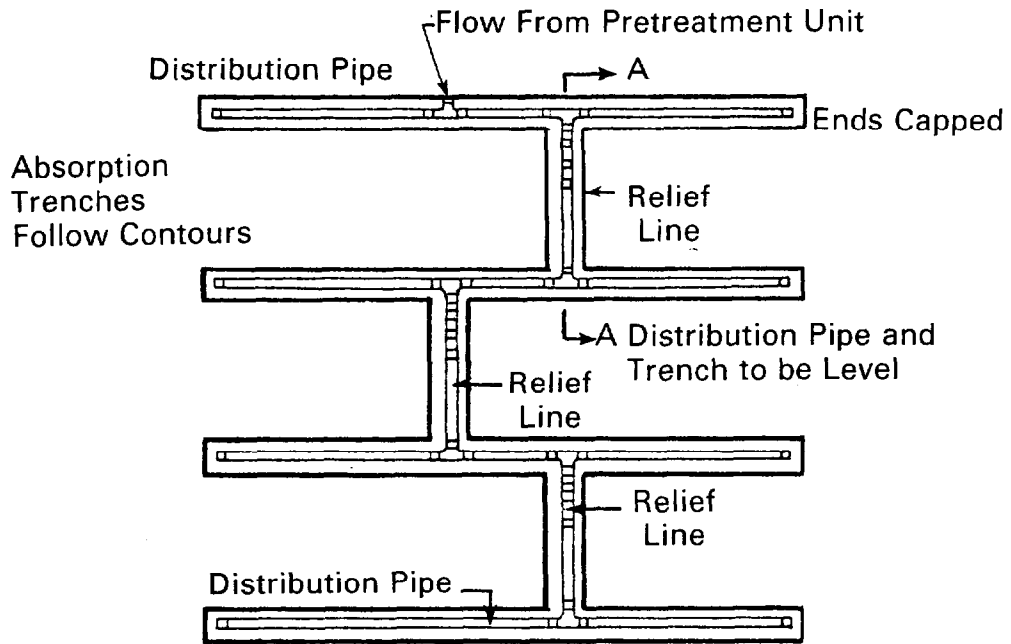 Flow From Pretreatment Unit
Distribution Pipe
A
Ends Capped
Absorption
Trenches
Follow Contours
Relief
Line
A Distribution Pipe and
Trench to be Level
Relief
Line
Relief
Line
Distribution Pipe